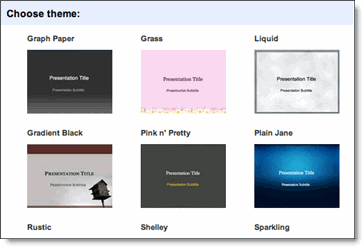 Choose theme:
Graph Paper
Grass
Liquid
Presentation Title
Presentation Subtitle
Presentation Title
Presentation Subtitle
Presentation Title
Presentation Subtitle
Gradient Black
Pink n' Pretty
Plain Jane
Presentation Title
Presentation Subtitle
Presentation Title
Presentation Subtitle
Presentation Title
Presentation Subtitle
Rustic
Shelley
Sparkling